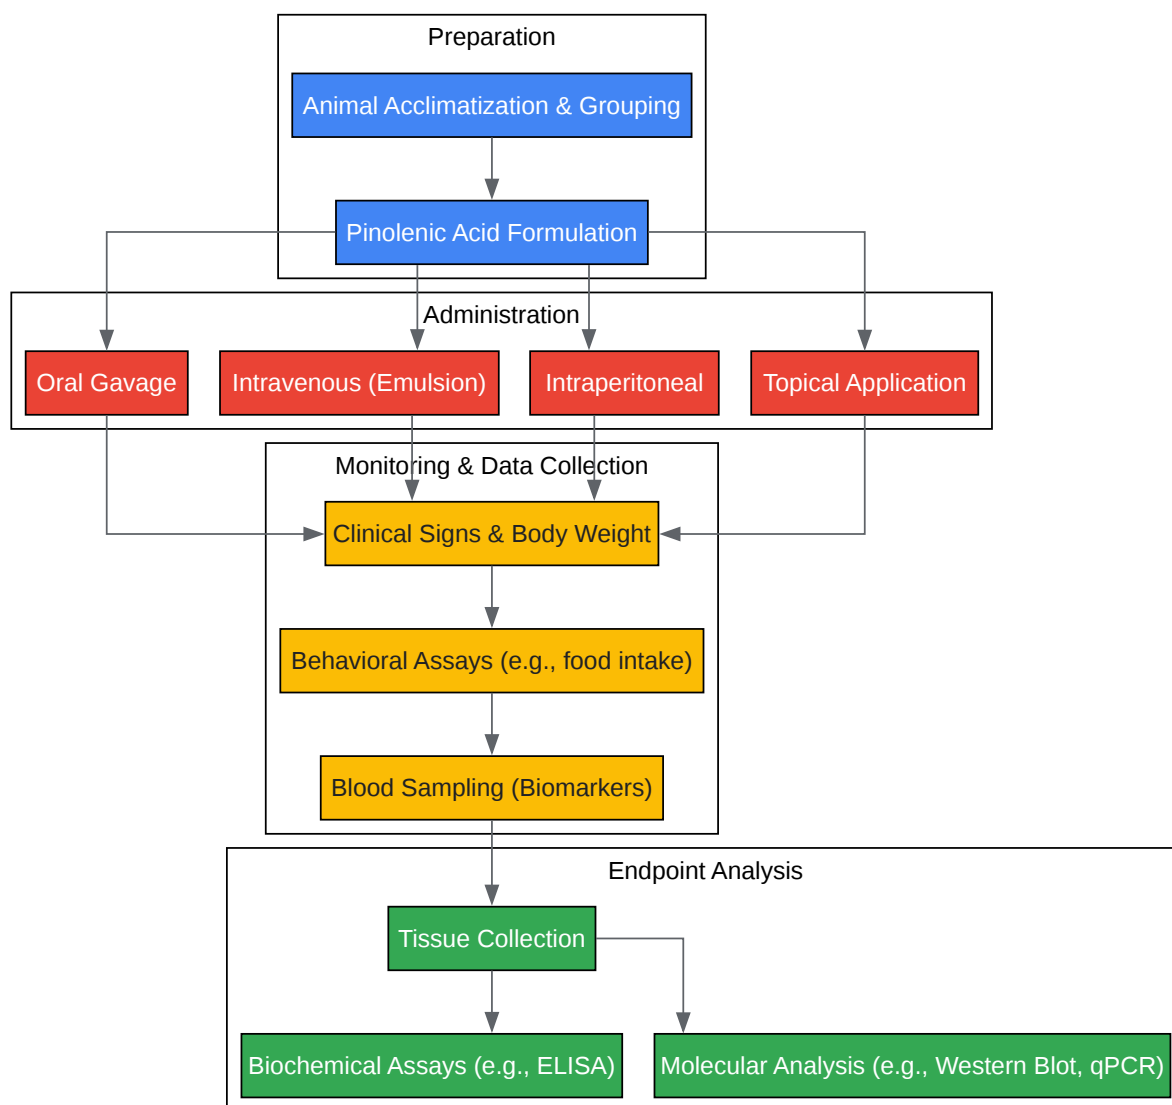 Preparation
Animal Acclimatization & Grouping
Pinolenic Acid Formulation
Administration
Oral Gavage
Intravenous (Emulsion)
Intraperitoneal
Topical Application
Monitoring & Data Collection
Clinical Signs & Body Weight
Behavioral Assays (e.g., food intake)
Blood Sampling (Biomarkers)
Endpoint Analysis
Tissue Collection
Biochemical Assays (e.g., ELISA)
Molecular Analysis (e.g., Western Blot, qPCR)